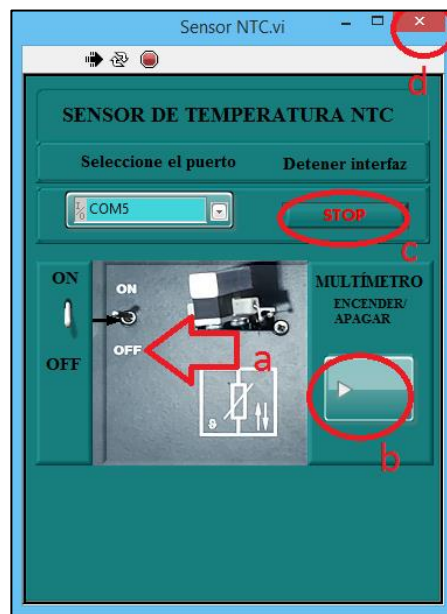 Sensor NTC.vi
d
SENSOR DE TEMPERATURA NTC
Seleccione el puerto
Detener interfaz
I/O COM5
STOP
c
ON
OFF
ON
OFF
a
MULTÍMETRO
ENCENDER/
APAGAR
b